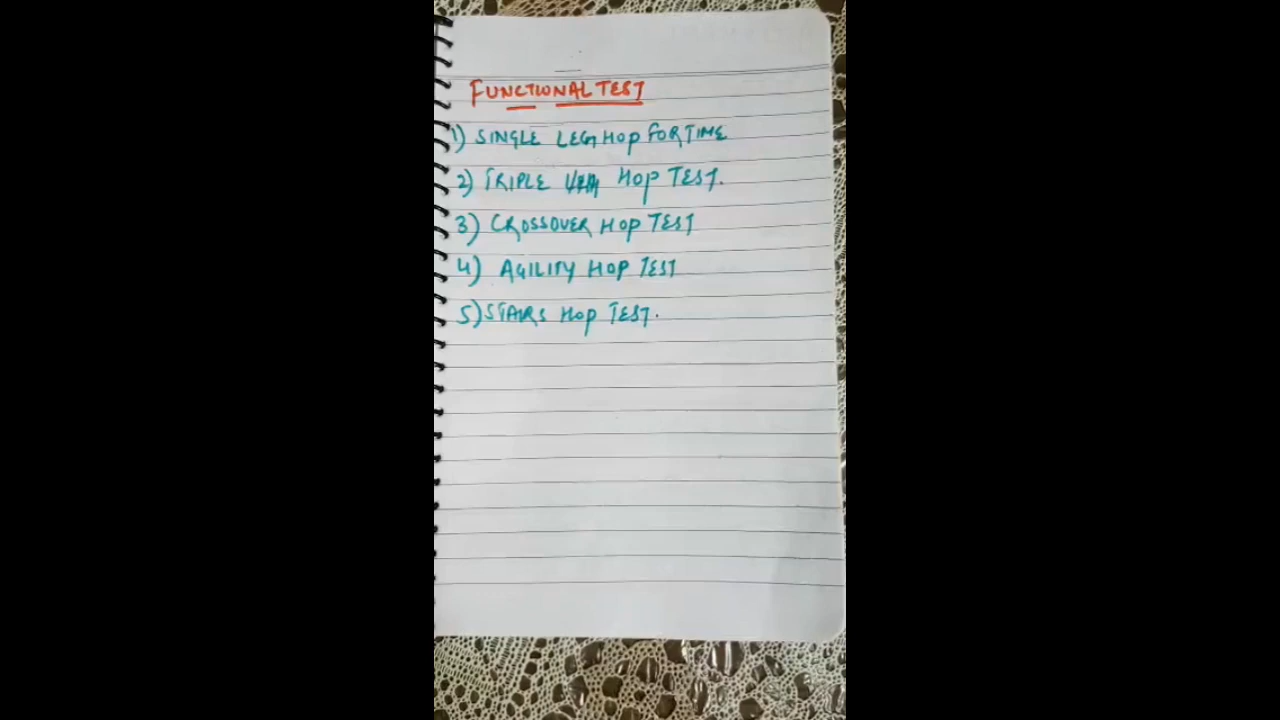 FUNCTIONAL TEST
1) SINGLE LEG HOP FOR TIME
2) TRIPLE HOP TEST.
3) CROSSOVER HOP TEST
4) AGILITY HOP TEST
5) STAIRS HOP TEST.